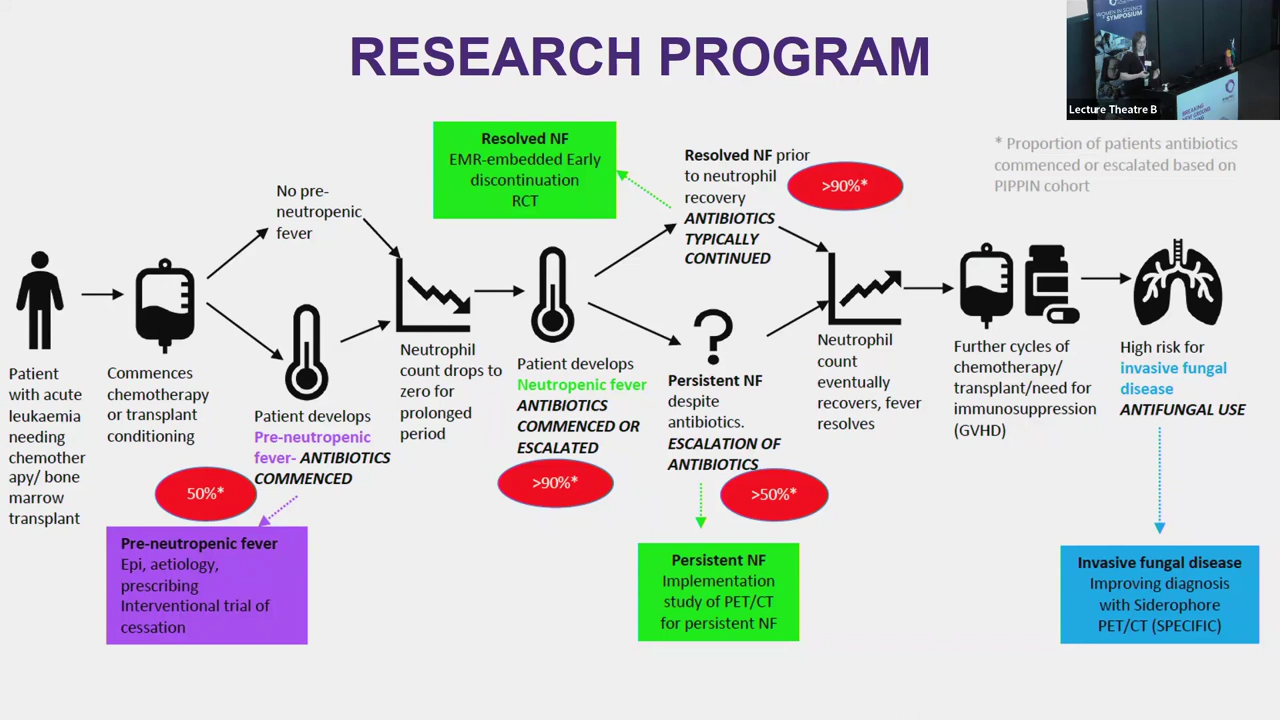 RESEARCH PROGRAM
WOMEN IN SCIENCE
SYMPOSIUM
BREAKING
NEW GROUND
Lecture Theatre B
* Proportion of patients antibiotics
commenced or escalated based on
PIPPIN cohort
Resolved NF
EMR-embedded Early
discontinuation
RCT
Resolved NF prior
to neutrophil
recovery
ANTIBIOTICS
TYPICALLY
CONTINUED
>90%*
No pre-
neutropenic
fever
Patient
with acute
leukaemia
needing
chemother
apy/ bone
marrow
transplant
Commences
chemotherapy
or transplant
conditioning
Patient develops
Pre-neutropenic
fever- ANTIBIOTICS
COMMENCED
50%*
Neutrophil
count drops to
zero for
prolonged
period
Patient develops
Neutropenic fever
ANTIBIOTICS
COMMENCED OR
ESCALATED
>90%*
Persistent NF
despite
antibiotics.
ESCALATION OF
ANTIBIOTICS
>50%*
Neutrophil
count
eventually
recovers, fever
resolves
Further cycles of
chemotherapy/
transplant/need for
immunosuppression
(GVHD)
High risk for
invasive fungal
disease
ANTIFUNGAL USE
Pre-neutropenic fever
Epi, aetiology,
prescribing
Interventional trial of
cessation
Persistent NF
Implementation
study of PET/CT
for persistent NF
Invasive fungal disease
Improving diagnosis
with Siderophore
PET/CT (SPECIFIC)